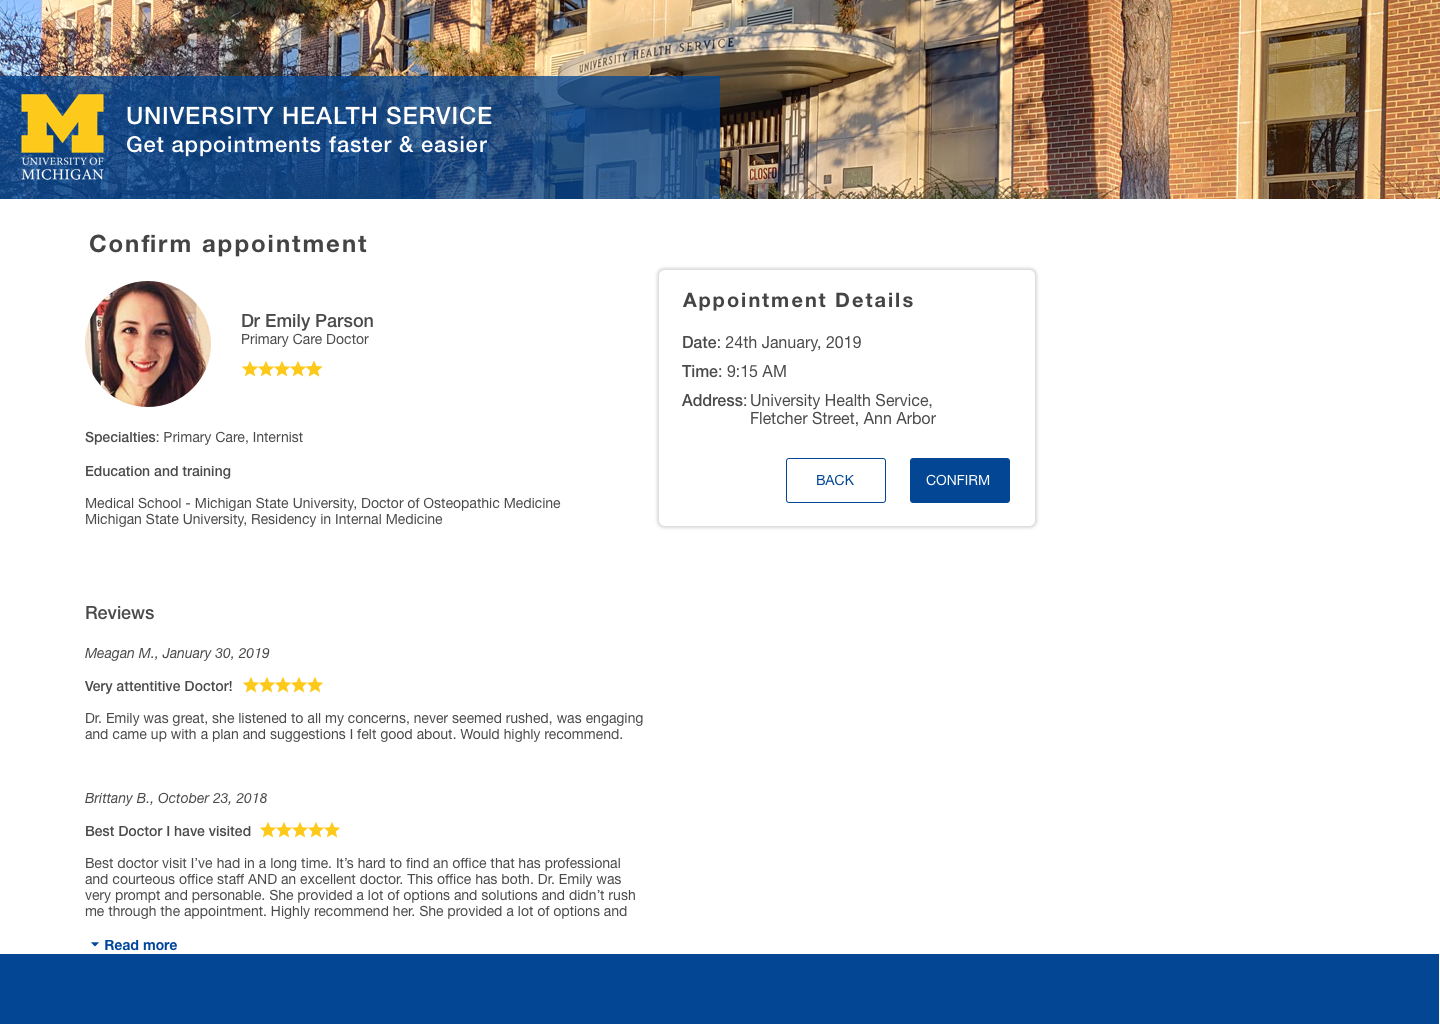 UNIVERSITY HEALTH SERVICE
UNIVERSITY HEALTH SERVICE
Get appointments faster & easier
UNIVERSITY OF
MICHIGAN
CLOSED
Confirm appointment
Dr Emily Parson
Primary Care Doctor
Specialties: Primary Care, Internist
Education and training
Medical School - Michigan State University, Doctor of Osteopathic Medicine
Michigan State University, Residency in Internal Medicine
Appointment Details
Date: 24th January, 2019
Time: 9:15 AM
Address: University Health Service,
Fletcher Street, Ann Arbor
BACK
CONFIRM
Reviews
Meagan M., January 30, 2019
Very attentitive Doctor!
Dr. Emily was great, she listened to all my concerns, never seemed rushed, was engaging
and came up with a plan and suggestions I felt good about. Would highly recommend.
Brittany B., October 23, 2018
Best Doctor I have visited
Best doctor visit I’ve had in a long time. It’s hard to find an office that has professional
and courteous office staff AND an excellent doctor. This office has both. Dr. Emily was
very prompt and personable. She provided a lot of options and solutions and didn’t rush
me through the appointment. Highly recommend her. She provided a lot of options and
Read more